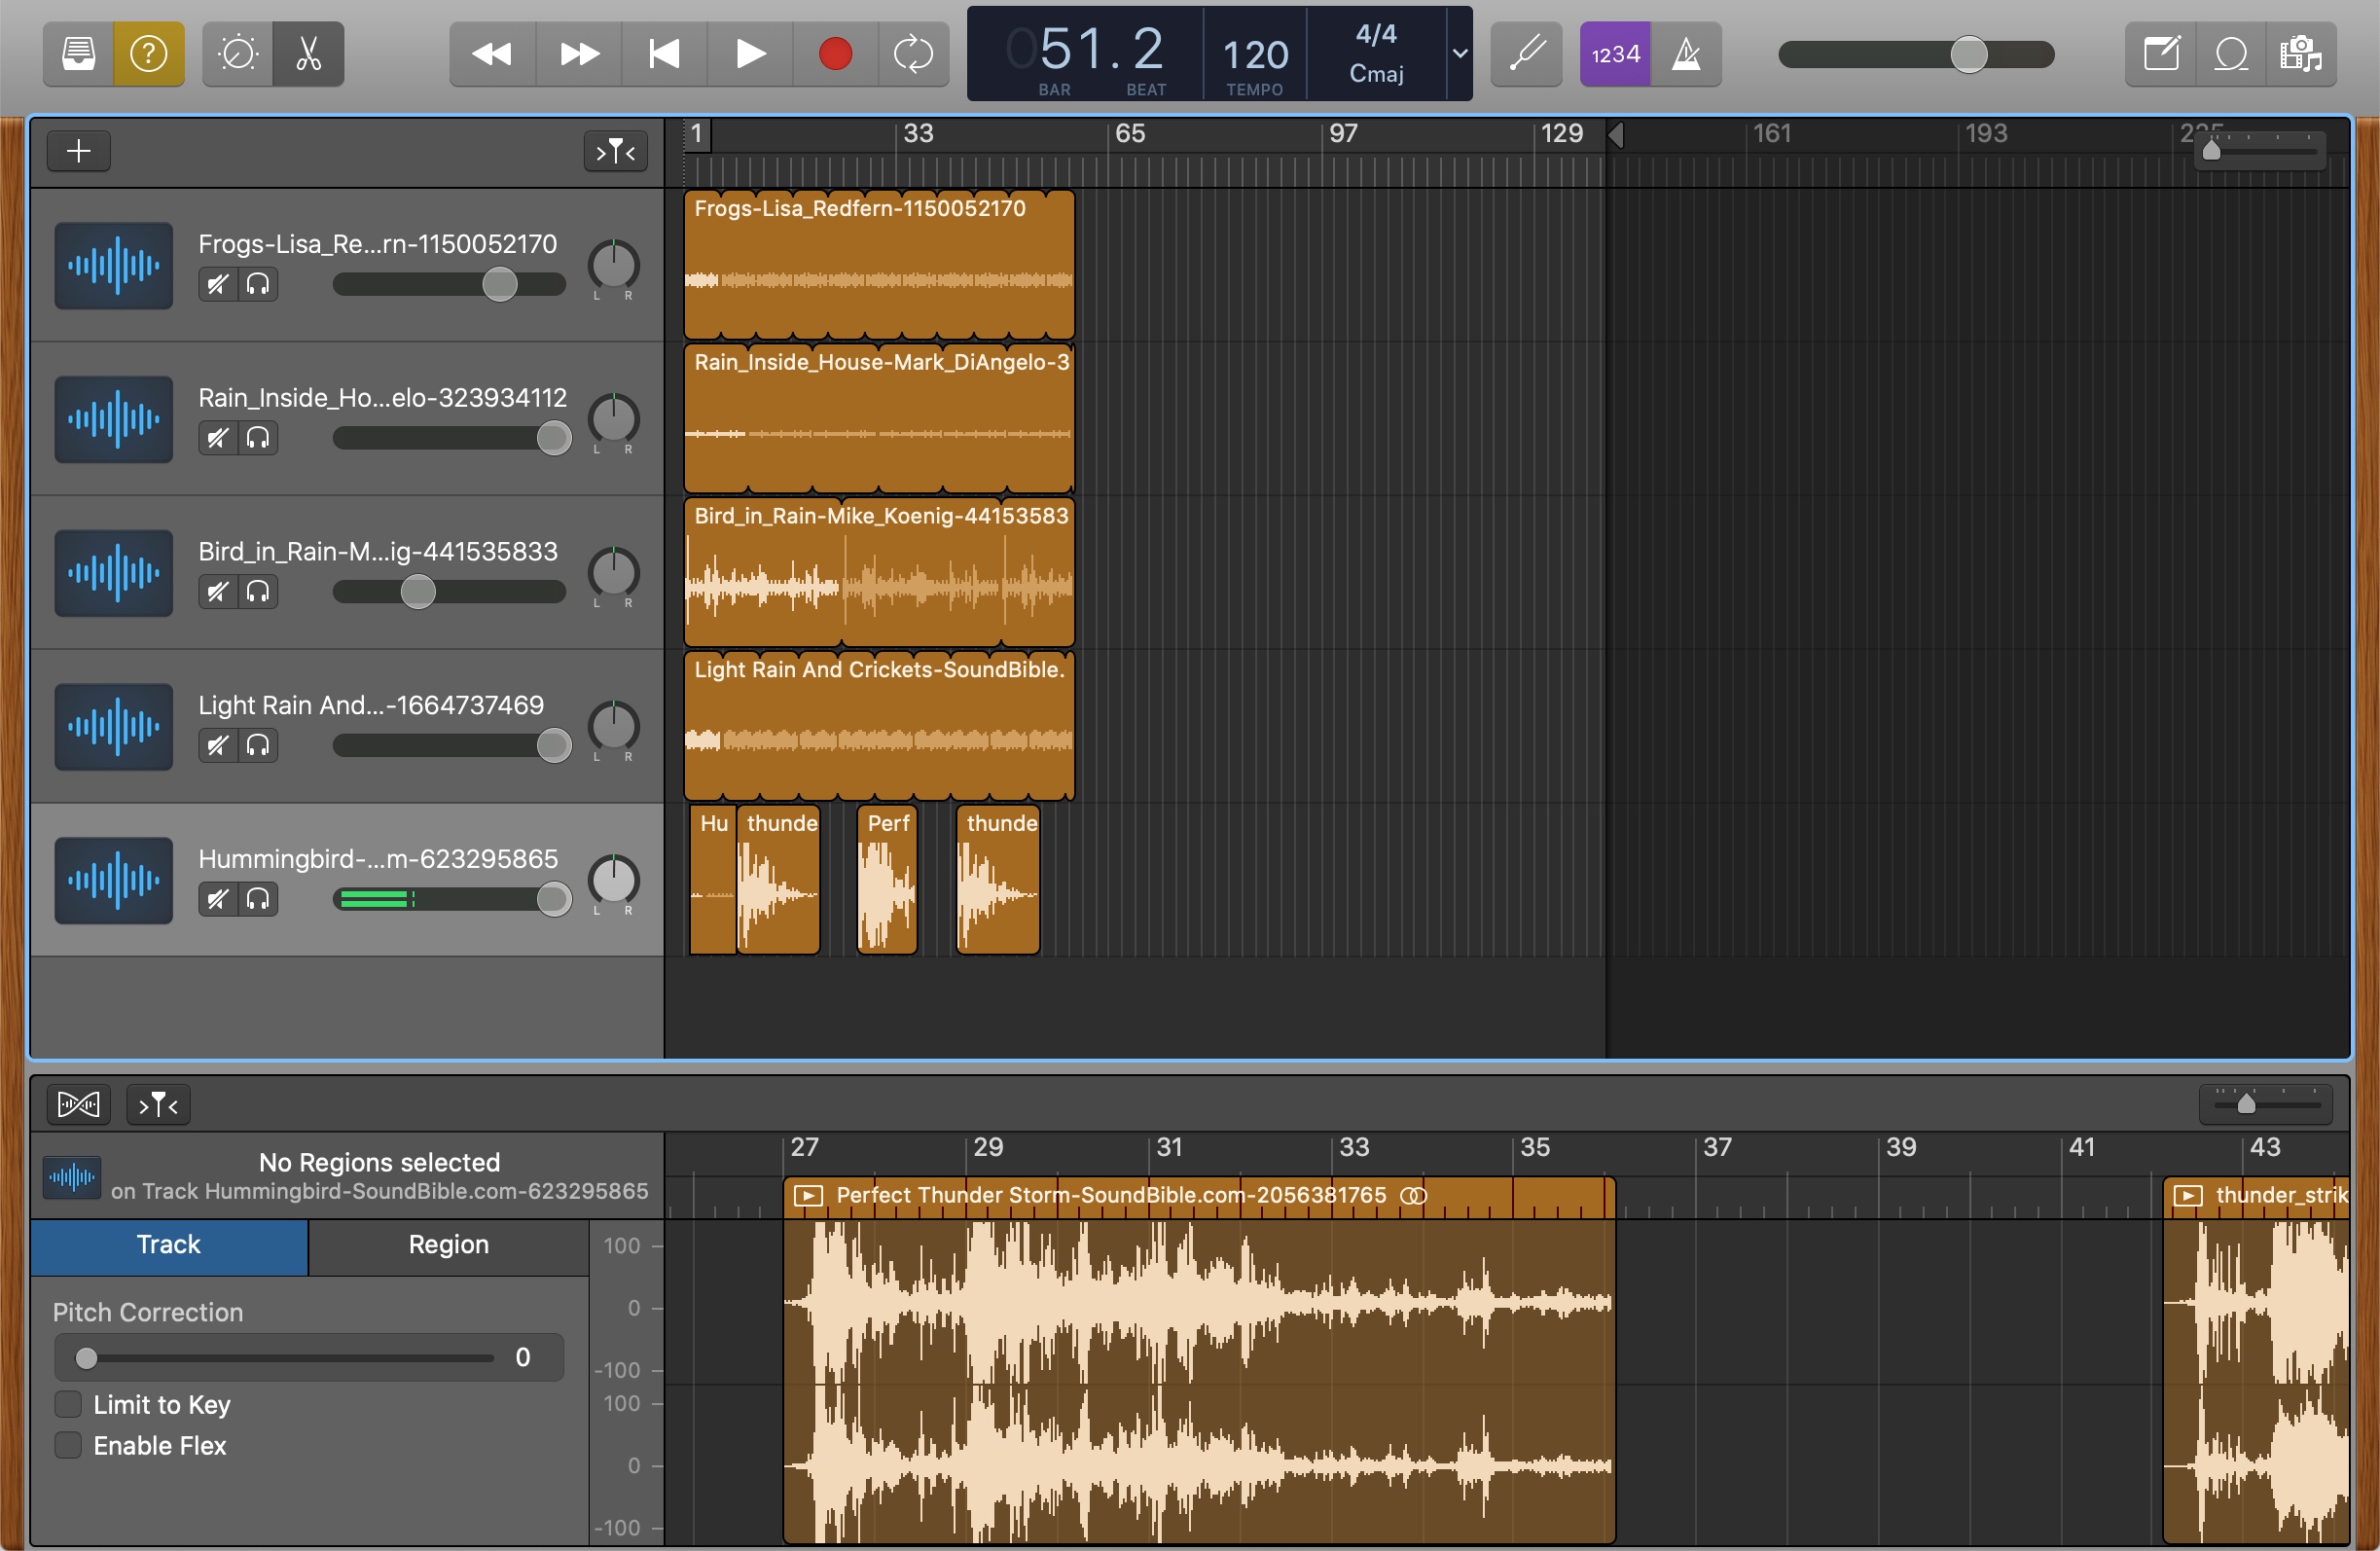 ?
051.2
BAR BEAT
120
TEMPO
4/4
Cmaj
1234
1 33 65 97 129 161 193
Frogs-Lisa_Re...rn-1150052170
L R
Frogs-Lisa_Redfern-1150052170
Rain_Inside_Ho...elo-323934112
L R
Rain_Inside_House-Mark_DiAngelo-3
Bird_in_Rain-M...ig-441535833
L R
Bird_in_Rain-Mike_Koenig-44153583
Light Rain And...-1664737469
L R
Light Rain And Crickets-SoundBible.
Hummingbird-...m-623295865
L R
Hu thunde Perf thunde
27 29 31 33 35 37 39 41 43
No Regions selected
on Track Hummingbird-SoundBible.com-623295865
Perfect Thunder Storm-SoundBible.com-2056381765
thunder_strik
Track Region
Pitch Correction
0
Limit to Key
Enable Flex
100
0
-100
100
0
-100